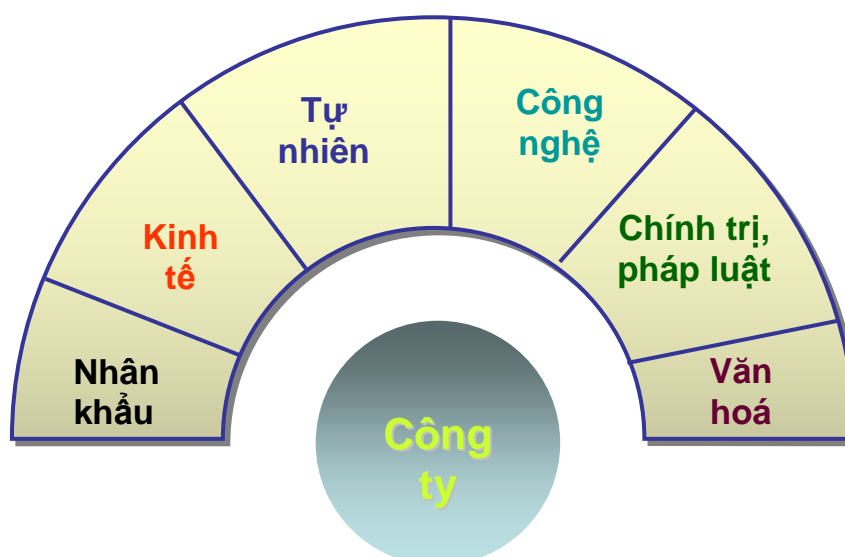 Nhân
khẩu
Kinh
tế
Tự
nhiên
Công
nghệ
Chính trị,
pháp luật
Văn
hoá
Công
ty